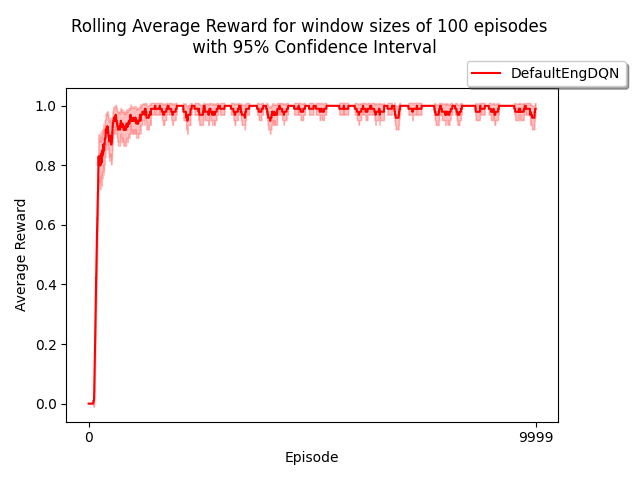 Rolling Average Reward for window sizes of 100 episodes
with 95% Confidence Interval
DefaultEngDQN
1.0
0.8
0.6
0.4
0.2
0.0
Average Reward
0
9999
Episode